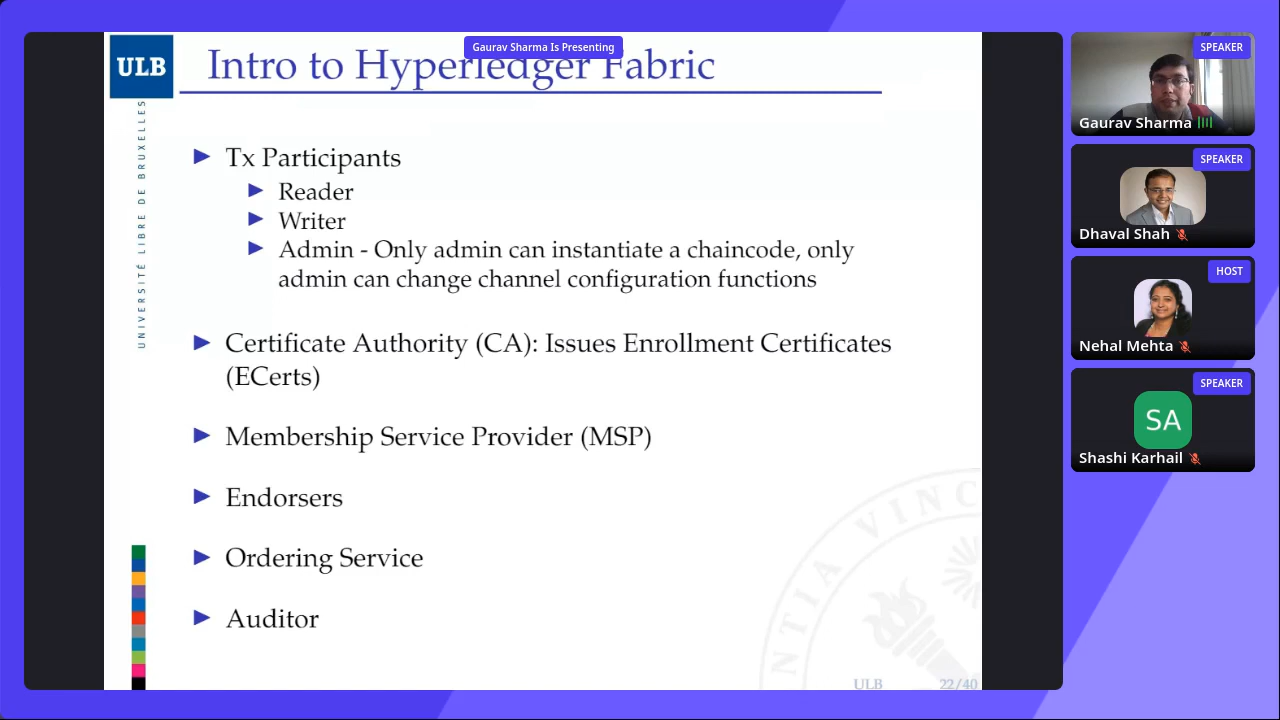 Gaurav Sharma Is Presenting
ULB
Intro to Hyperledger Fabric
UNIVERSITÉ LIBRE DE BRUXELLES
Tx Participants
Reader
Writer
Admin - Only admin can instantiate a chaincode, only
admin can change channel configuration functions
Certificate Authority (CA): Issues Enrollment Certificates
(ECerts)
Membership Service Provider (MSP)
Endorsers
Ordering Service
Auditor
NTIA VINC
ULB
22/40
SPEAKER
Gaurav Sharma
SPEAKER
Dhaval Shah
HOST
Nehal Mehta
SPEAKER
SA
Shashi Karhail